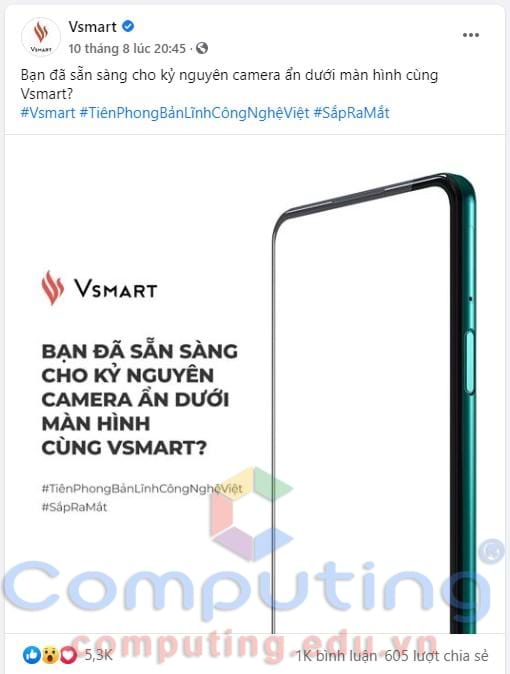 Vsmart
10 tháng 8 lúc 20:45 ·
Bạn đã sẵn sàng cho kỷ nguyên camera ẩn dưới màn hình cùng
Vsmart?
#Vsmart #TiênPhongBảnLĩnhCôngNghệViệt #SắpRaMắt
VSMART
VSMART
BẠN ĐÃ SẴN SÀNG
CHO KỶ NGUYÊN
CAMERA ẨN DƯỚI
MÀN HÌNH
CÙNG VSMART?
#TiênPhongBảnLĩnhCôngNghệViệt
#SắpRaMắt
Computing®
computing.edu.vn
5,3K
1K bình luận 605 lượt chia sẻ